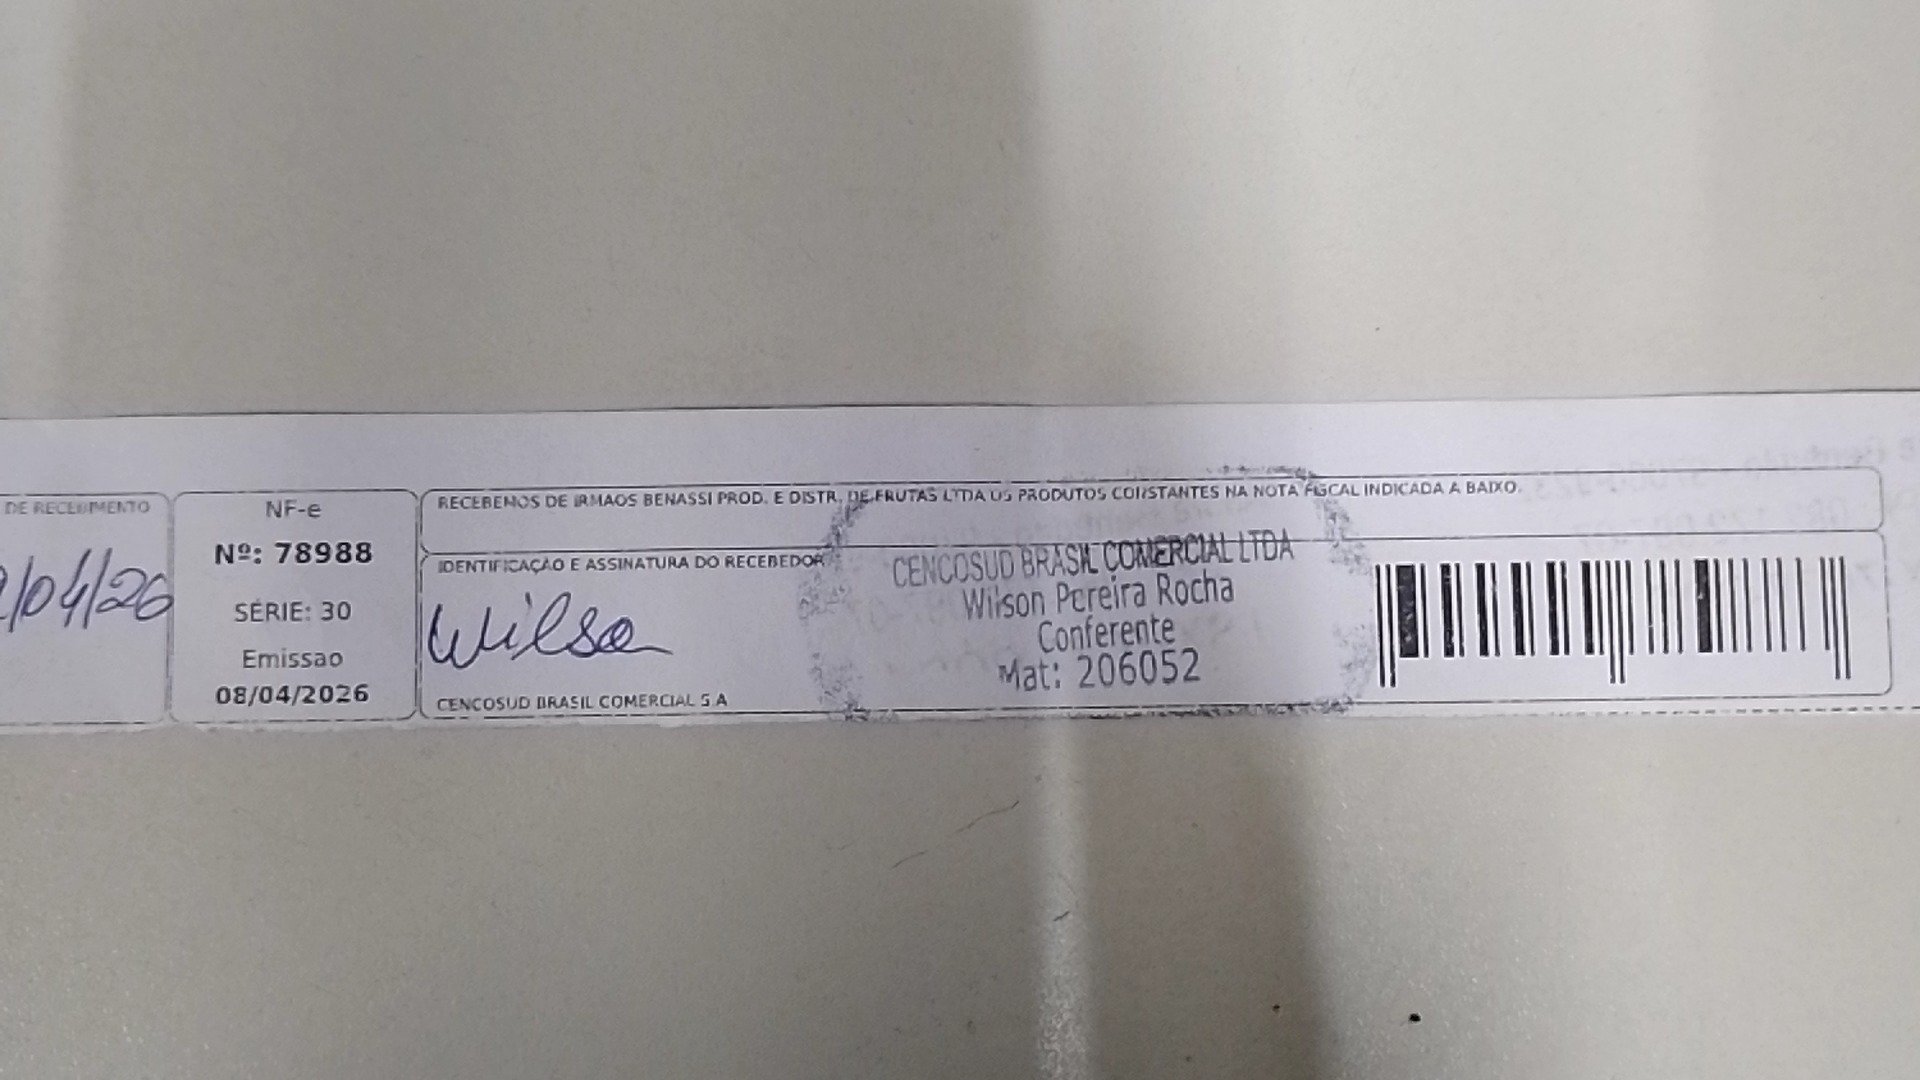 DE RECEBIMENTO
/04/26
NF-e
Nº: 78988
SÉRIE: 30
Emissao
08/04/2026
RECEBEMOS DE IRMAOS BENASSI PROD. E DISTR. DE FRUTAS LTDA OS PRODUTOS CONSTANTES NA NOTA FISCAL INDICADA A BAIXO.
IDENTIFICAÇÃO E ASSINATURA DO RECEBEDOR
Wilson
CENCOSUD BRASIL COMERCIAL S.A
CENCOSUD BRASIL COMERCIAL LTDA
Wilson Pereira Rocha
Conferente
Mat: 206052